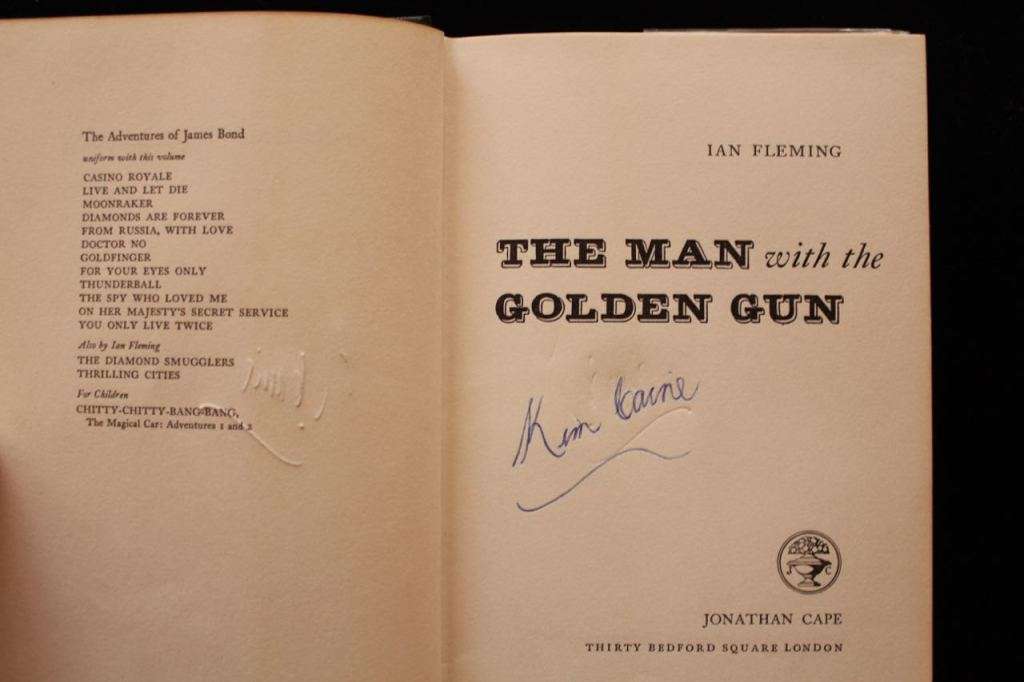 The Adventures of James Bond
uniform with this volume
CASINO ROYALE
LIVE AND LET DIE
MOONRAKER
DIAMONDS ARE FOREVER
FROM RUSSIA, WITH LOVE
DOCTOR NO
GOLDFINGER
FOR YOUR EYES ONLY
THUNDERBALL
THE SPY WHO LOVED ME
ON HER MAJESTY'S SECRET SERVICE
YOU ONLY LIVE TWICE
Also by Ian Fleming
THE DIAMOND SMUGGLERS
THRILLING CITIES
For Children
CHITTY-CHITTY-BANG-BANG,
The Magical Car: Adventures 1 and 2
IAN FLEMING
THE MAN with the
GOLDEN GUN
Kim Caine
J C
JONATHAN CAPE
THIRTY BEDFORD SQUARE LONDON